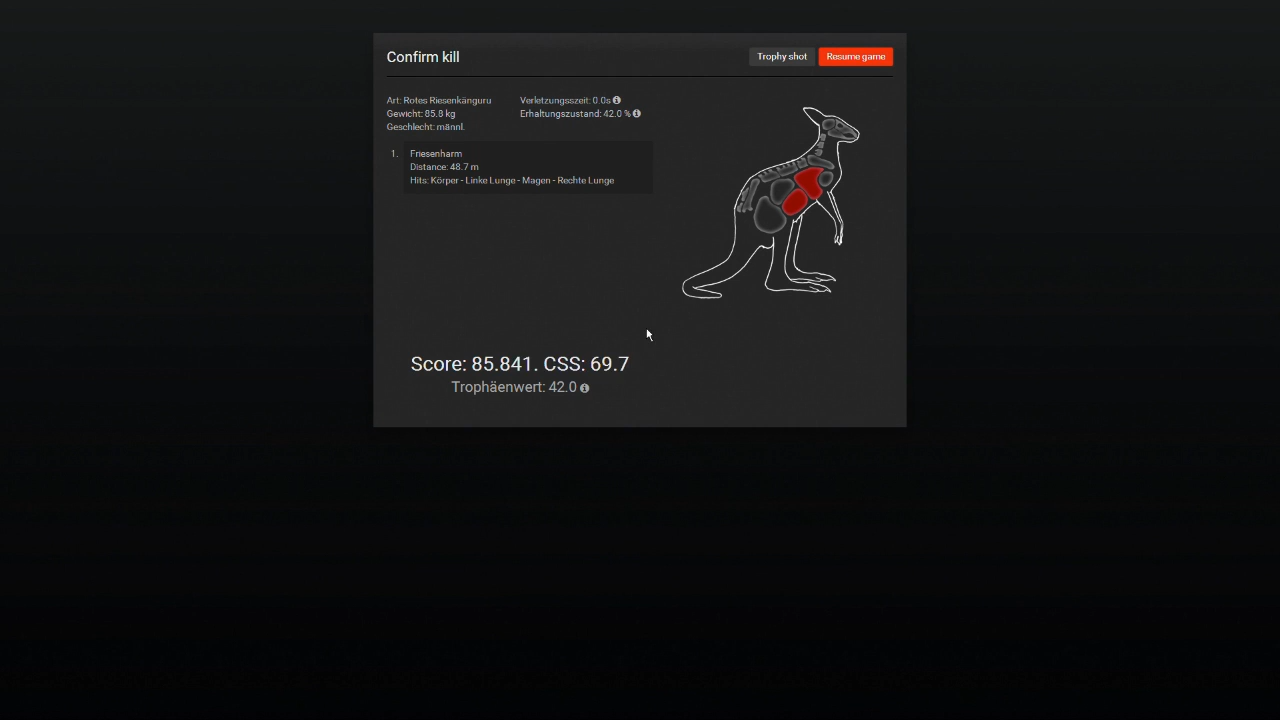 Confirm kill
Trophy shot
Resume game
Art: Rotes Riesenkänguru
Gewicht: 85.8 kg
Geschlecht: männl.
Verletzungsszeit: 0.0s
Erhaltungszustand: 42.0 %
1.
Friesenharm
Distance: 48.7 m
Hits: Körper - Linke Lunge - Magen - Rechte Lunge
Score: 85.841. CSS: 69.7
Trophäenwert: 42.0